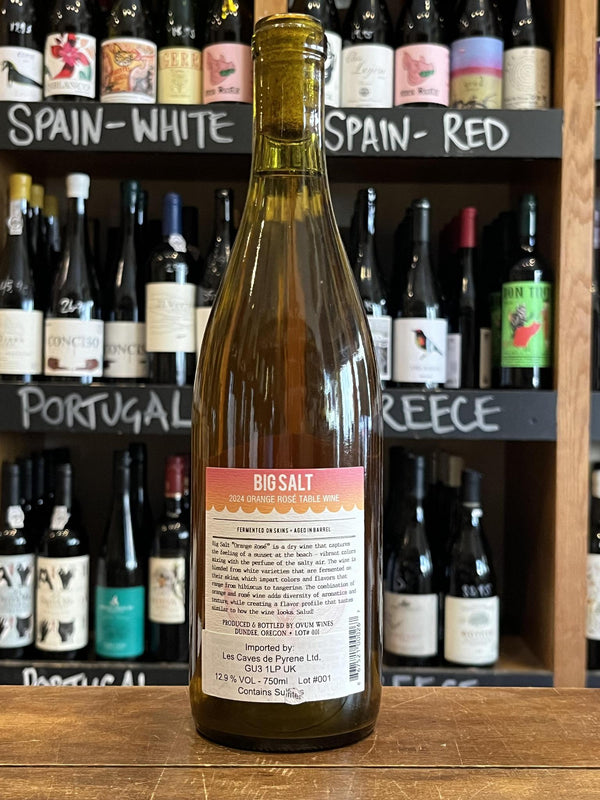 SPAIN-WHITE
SPAIN-RED
CONCISO
PORTUGAL
REECE
BIG SALT
2024 ORANGE ROSÉ TABLE WINE
FERMENTED ON SKINS • AGED IN BARREL
Big Salt "Orange Rosé" is a dry wine that captures
the feeling of a sunset at the beach - vibrant colors
mixing with the perfume of the salty air. The wine is
blended from white varieties that are fermented on
their skins, which impart colors and flavors that
range from hibiscus to tangerine. The combination of
orange and rosé wine adds diversity of aromatics and
texture while creating a flavor profile that tastes
similar to how the wine looks. Salud!
PRODUCED & BOTTLED BY OVUM WINES
DUNDEE, OREGON • LOT# 001
Imported by:
Les Caves de Pyrene Ltd.
GU3 1LP UK
12.9 % VOL - 750ml Lot #001
Contains Sulfites
PORTUGAL